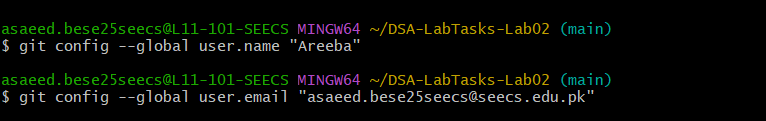 asaeed.bese25seecs@L11-101-SEECS MINGW64 ~/DSA-LabTasks-Lab02 (main)
$ git config --global user.name "Areeba"
asaeed.bese25seecs@L11-101-SEECS MINGW64 ~/DSA-LabTasks-Lab02 (main)
$ git config --global user.email "asaeed.bese25seecs@seecs.edu.pk"